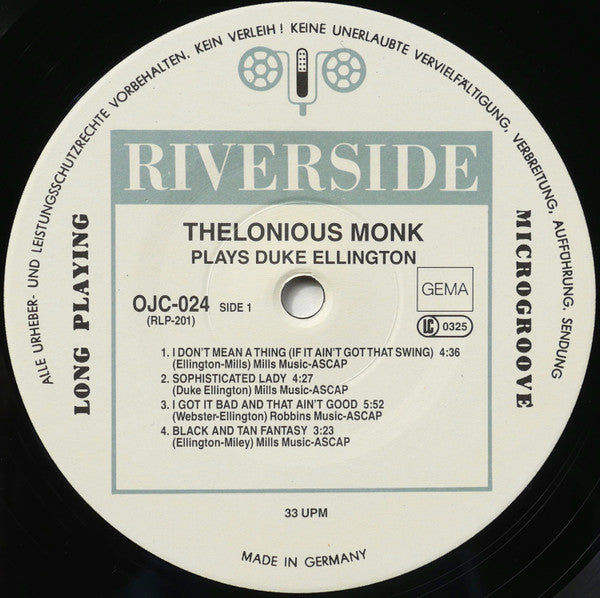 ALLE URHEBER- UND LEISTUNGSSCHUTZRECHTE VORBEHALTEN. KEIN VERLEIH! KEINE UNERLAUBTE VERVIELFÄLTIGUNG, VERBREITUNG, AUFFÜHRUNG, SENDUNG
RIVERSIDE
LONG PLAYING
MICROGROOVE
THELONIOUS MONK
PLAYS DUKE ELLINGTON
OJC-024 SIDE 1
(RLP-201)
GEMA
LC 0325
1. I DON'T MEAN A THING (IF IT AIN'T GOT THAT SWING) 4:36
(Ellington-Mills) Mills Music-ASCAP
2. SOPHISTICATED LADY 4:27
(Duke Ellington) Mills Music-ASCAP
3. I GOT IT BAD AND THAT AIN'T GOOD 5:52
(Webster-Ellington) Robbins Music-ASCAP
4. BLACK AND TAN FANTASY 3:23
(Ellington-Miley) Mills Music-ASCAP
33 UPM
MADE IN GERMANY